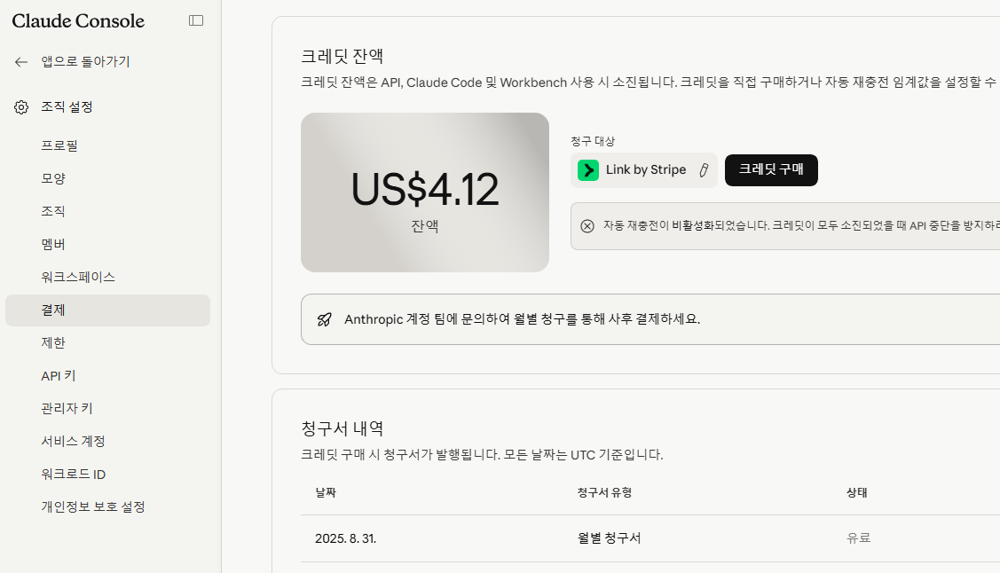 Claude Console
앱으로 돌아가기
조직 설정
프로필
모양
조직
멤버
워크스페이스
결제
제한
API 키
관리자 키
서비스 계정
워크로드 ID
개인정보 보호 설정
크레딧 잔액
크레딧 잔액은 API, Claude Code 및 Workbench 사용 시 소진됩니다. 크레딧을 직접 구매하거나 자동 재충전 임계값을 설정할 수
US$4.12
잔액
청구 대상
Link by Stripe
크레딧 구매
자동 재충전이 비활성화되었습니다. 크레딧이 모두 소진되었을 때 API 중단을 방지하려
Anthropic 계정 팀에 문의하여 월별 청구를 통해 사후 결제하세요.
청구서 내역
크레딧 구매 시 청구서가 발행됩니다. 모든 날짜는 UTC 기준입니다.
날짜 청구서 유형 상태
2025. 8. 31. 월별 청구서 유료